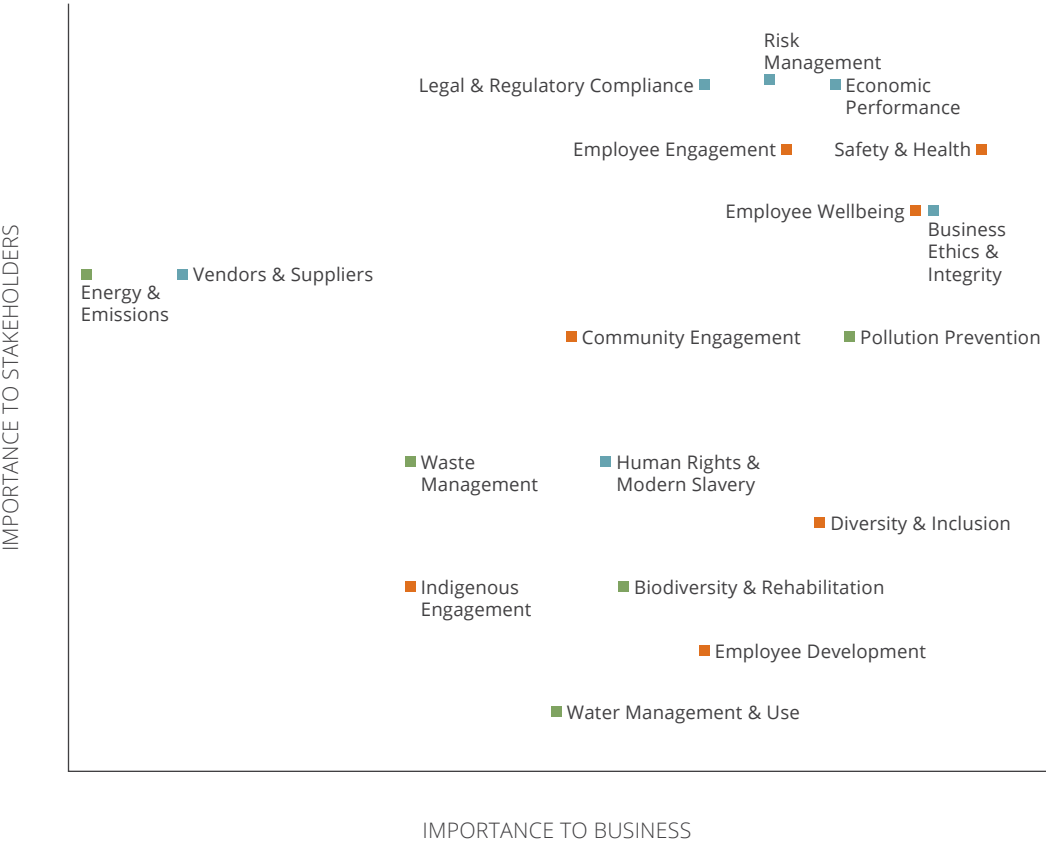 Risk
Management
Legal & Regulatory Compliance
Economic
Performance
Employee Engagement
Safety & Health
Employee Wellbeing
Business
Ethics &
Integrity
Energy &
Emissions
Vendors & Suppliers
Community Engagement
Pollution Prevention
Waste
Management
Human Rights &
Modern Slavery
Diversity & Inclusion
Indigenous
Engagement
Biodiversity & Rehabilitation
Employee Development
Water Management & Use
IMPORTANCE TO STAKEHOLDERS
IMPORTANCE TO BUSINESS